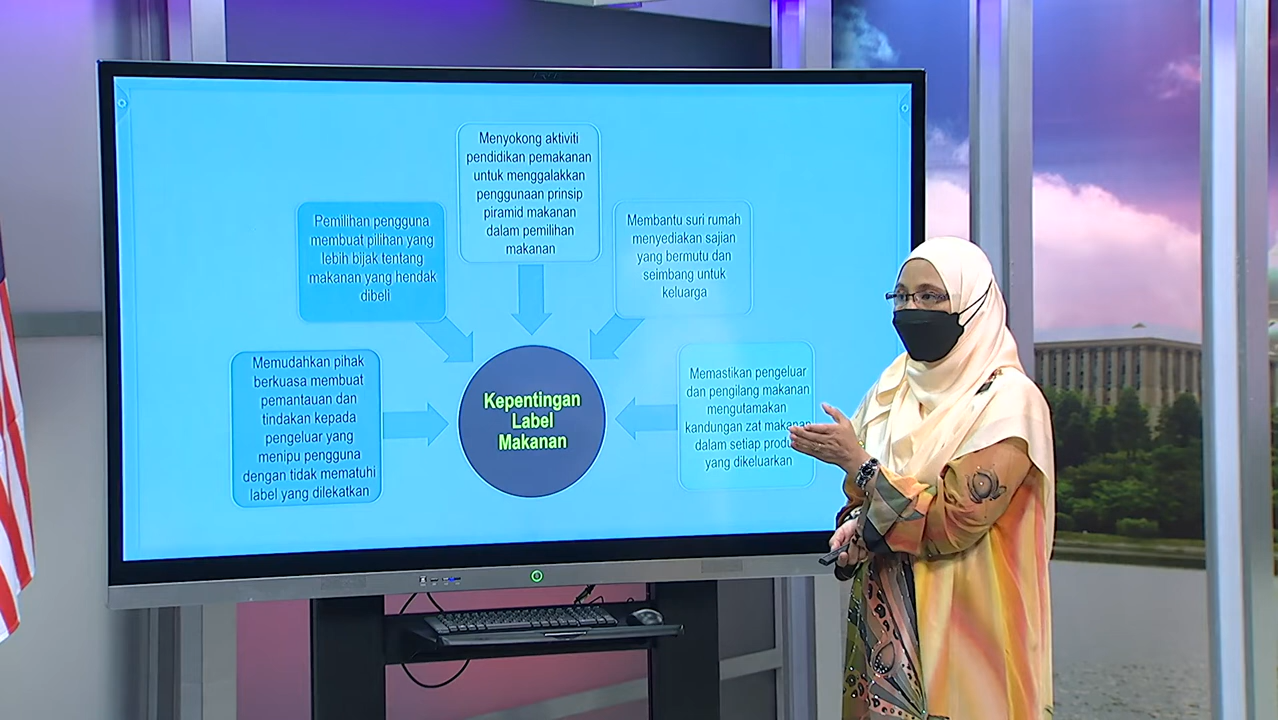 Menyokong aktiviti
pendidikan pemakanan
untuk menggalakkan
penggunaan prinsip
piramid makanan
dalam pemilihan
makanan
Pemilihan pengguna
membuat pilihan yang
lebih bijak tentang
makanan yang hendak
dibeli
Membantu suri rumah
menyediakan sajian
yang bermutu dan
seimbang untuk
keluarga
Memudahkan pihak
berkuasa membuat
pemantauan dan
tindakan kepada
pengeluar yang
menipu pengguna
dengan tidak mematuhi
label yang dilekatkan
Kepentingan
Label
Makanan
Memastikan pengeluar
dan pengilang makanan
mengutamakan
kandungan zat makanan
dalam setiap produk
yang dikeluarkan